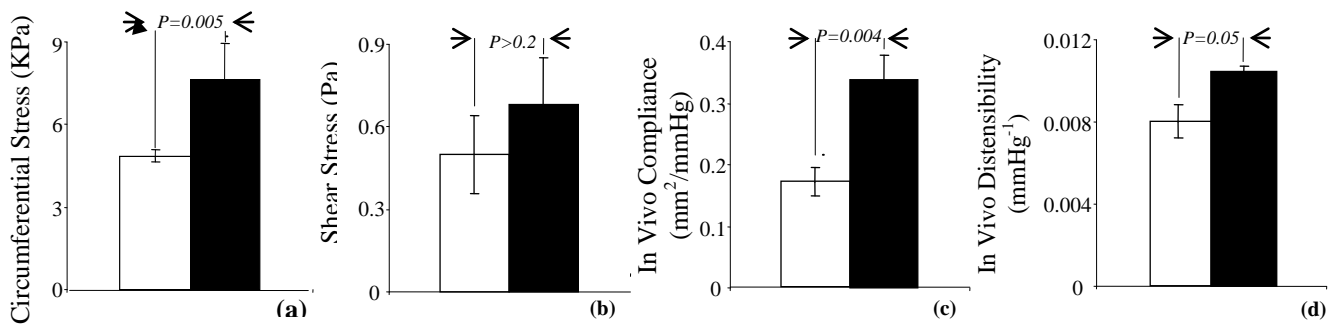 Circumferential Stress (KPa)
9
6
3
0
P=0.005
(a)
Shear Stress (Pa)
0.9
0.6
0.3
0
P>0.2
(b)
In Vivo Compliance
(mm²/mmHg)
0.4
0.3
0.2
0.1
0
P=0.004
(c)
In Vivo Distensibility
(mmHg⁻¹)
0.012
0.008
0.004
0
P=0.05
(d)